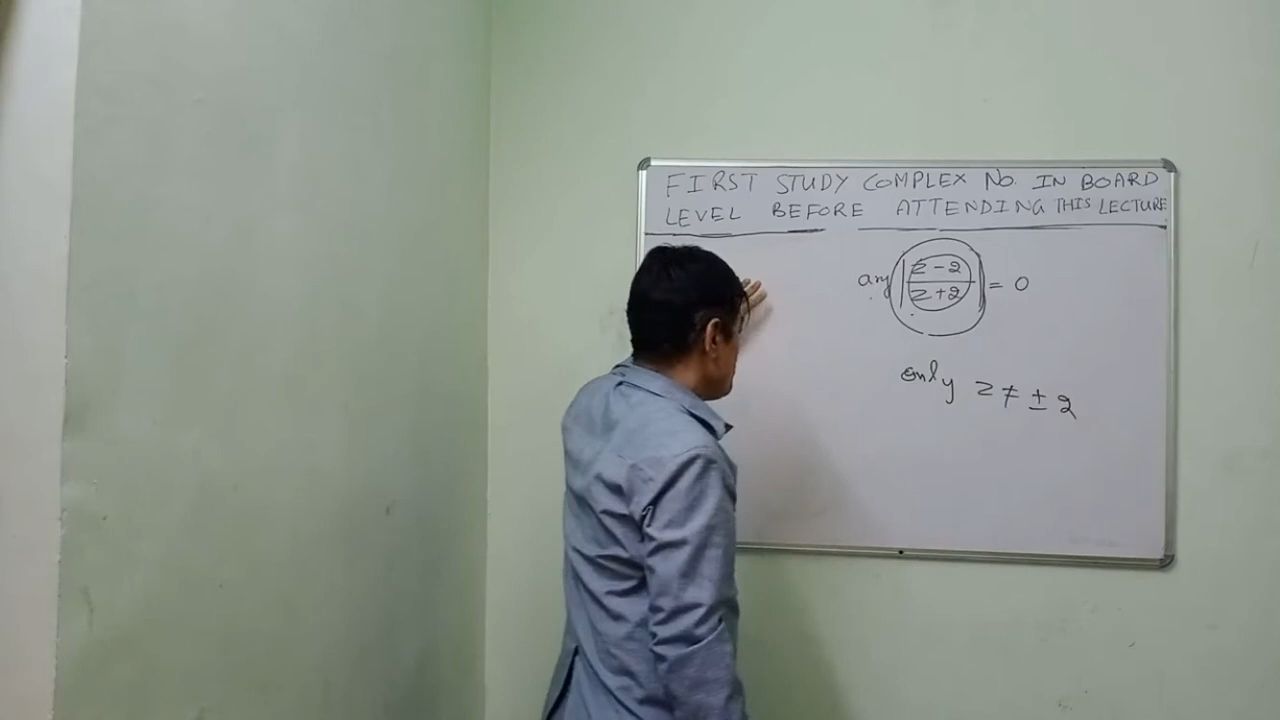 FIRST STUDY COMPLEX No. IN BOARD
LEVEL BEFORE ATTENDING THIS LECTURE
arg |z-2/z+2| = 0
only z ≠ ± 2